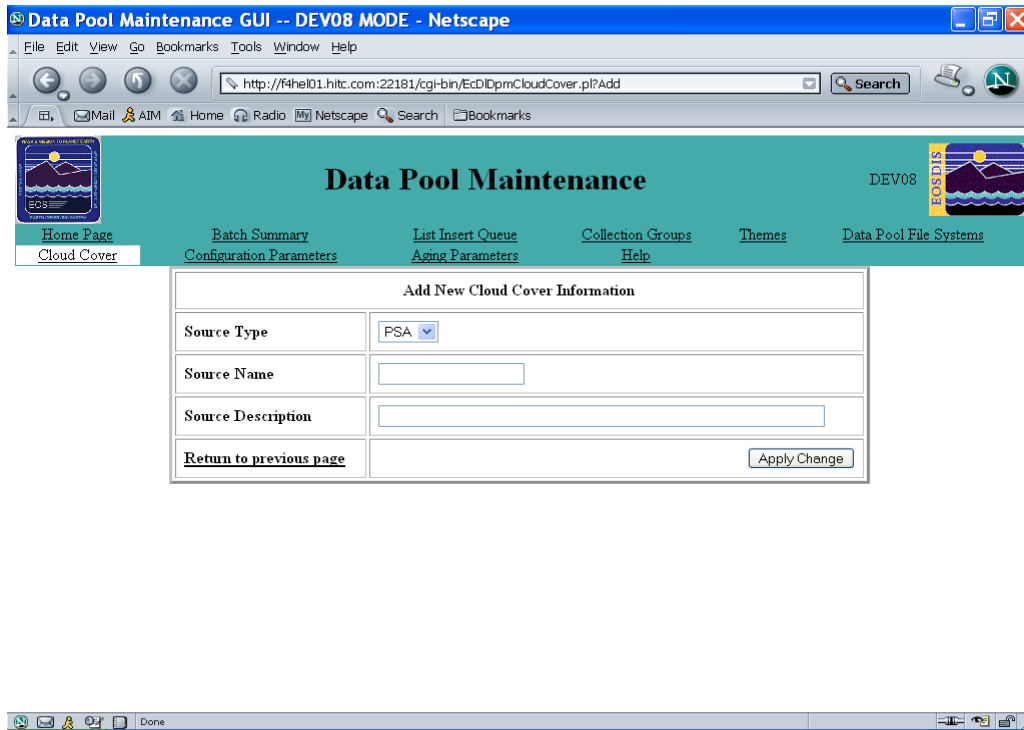 Data Pool Maintenance GUI -- DEV08 MODE - Netscape
File Edit View Go Bookmarks Tools Window Help
http://f4hel01.hitc.com:22181/cgi-bin/EcDlDpmCloudCover.pl?Add
Search
Mail AIM Home Radio My Netscape Search Bookmarks
EOS
Data Pool Maintenance
DEV08
EOSDIS
Home Page Batch Summary List Insert Queue Collection Groups Themes Data Pool File Systems
Cloud Cover Configuration Parameters Aging Parameters Help
Add New Cloud Cover Information
Source Type PSA
Source Name
Source Description
Return to previous page Apply Change
Done